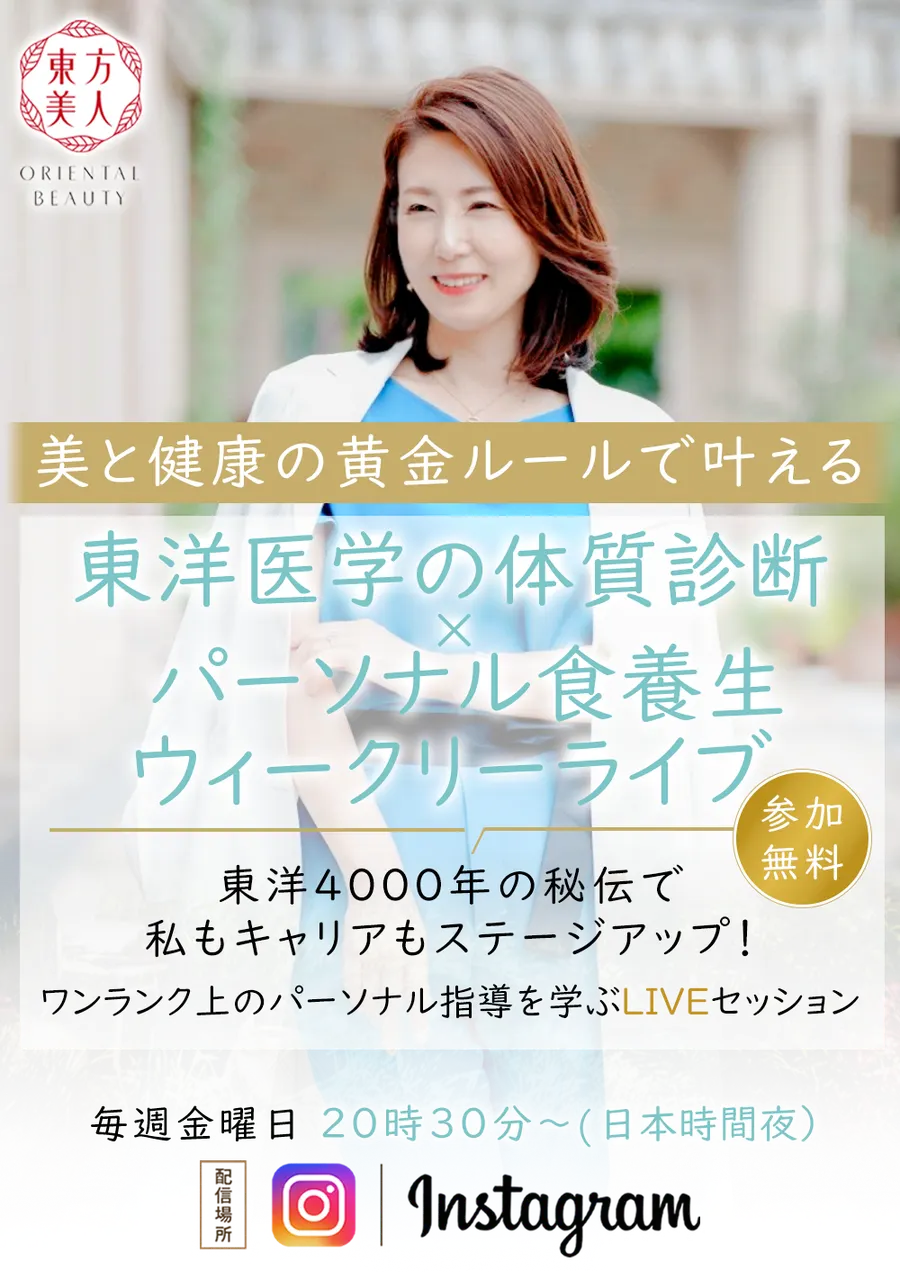 東方
美人
ORIENTAL
BEAUTY
美と健康の黄金ルールで叶える
東洋医学の体質診断
×
パーソナル食養生
ウィークリーライブ
参加
無料
東洋4000年の秘伝で
私もキャリアもステージアップ！
ワンランク上のパーソナル指導を学ぶLIVEセッション
毎週金曜日 20時30分～(日本時間夜)
配信場所
Instagram